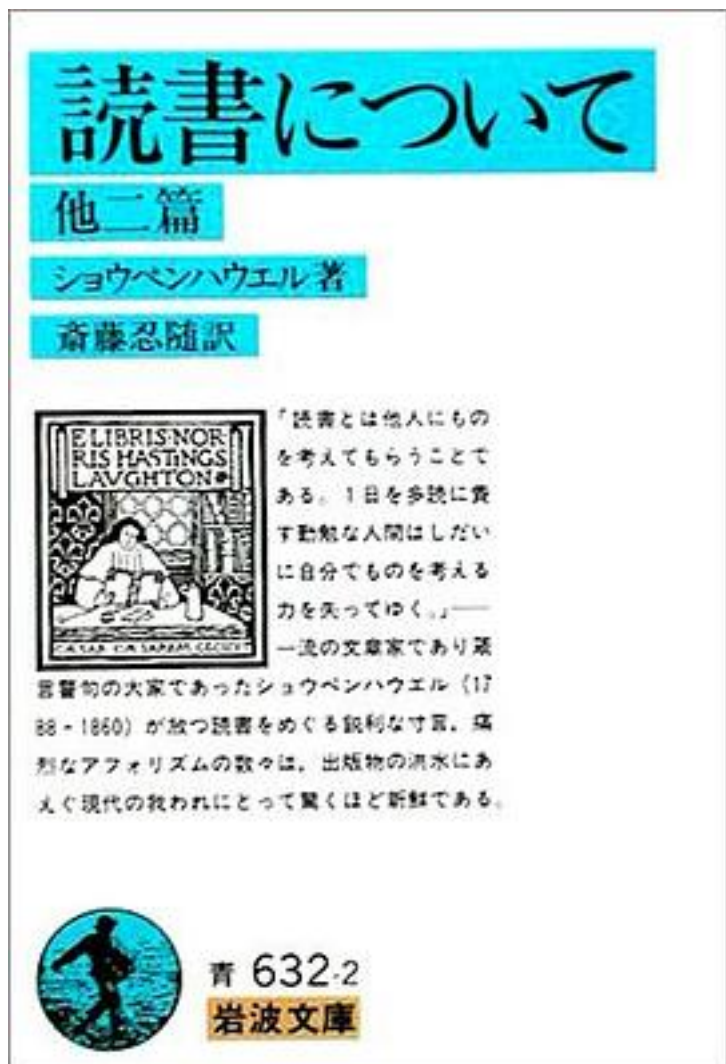 読書について
他二篇
ショウペンハウエル著
斎藤忍随訳
EX LIBRIS·NOR
RIS HASTINGS
LAVGHTON
「読書とは他人にもの
を考えてもらうことで
ある。1日を多読に費
す勤勉な人間はしだい
に自分でものを考える
力を失ってゆく。」――
一流の文章家であり箴
言警句の大家であったショウペンハウエル(17
88-1860)が放つ読書をめぐる鋭利な寸言、痛
烈なアフォリズムの数々は、出版物の洪水にあ
えぐ現代の我われにとって驚くほど新鮮である。
青 632-2
岩波文庫